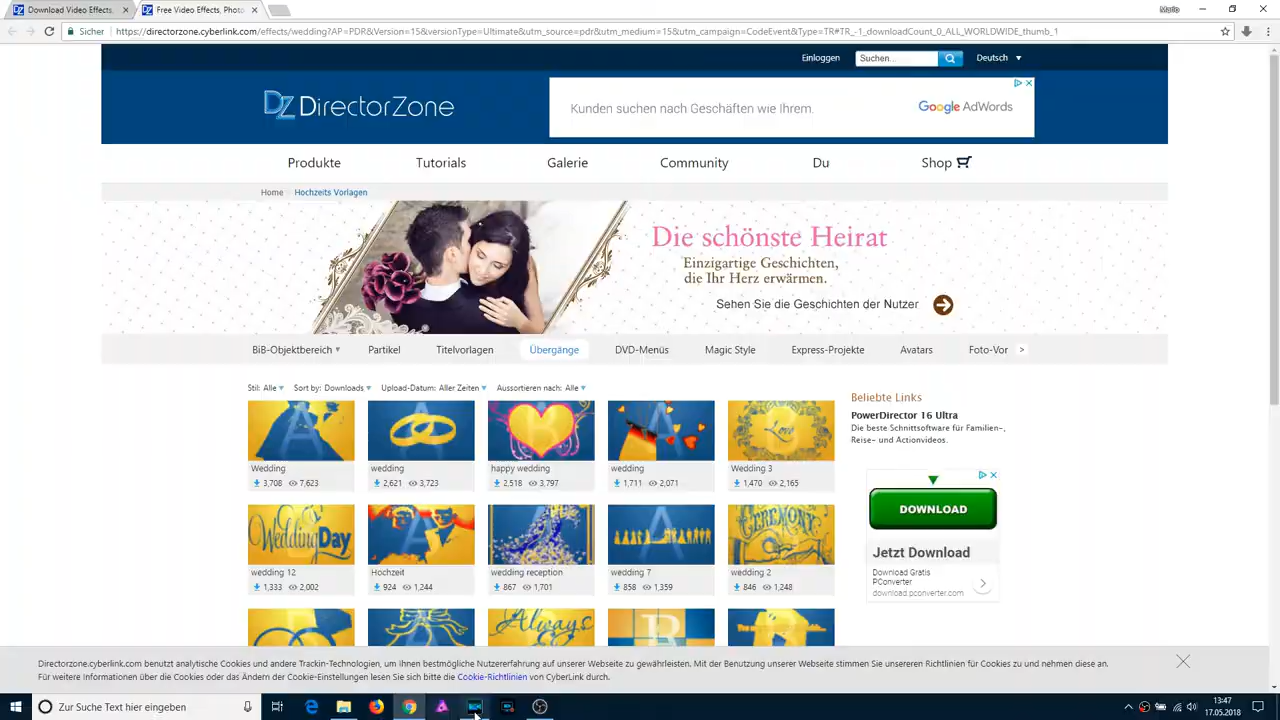 Download Video Effects,
Free Video Effects, Photo
Mario
Sicher
https://directorzone.cyberlink.com/effects/wedding?AP=PDR&Version=15&versionType=Ultimate&utm_source=pdr&utm_medium=15&utm_campaign=CodeEvent&Type=TR#TR_-1_downloadCount_0_ALL_WORLDWIDE_thumb_1
Einloggen
Suchen...
Deutsch
DZ DirectorZone
Kunden suchen nach Geschäften wie Ihrem.
Google AdWords
Produkte
Tutorials
Galerie
Community
Du
Shop
Home
Hochzeits Vorlagen
Die schönste Heirat
Einzigartige Geschichten,
die Ihr Herz erwärmen.
Sehen Sie die Geschichten der Nutzer
BiB-Objektbereich
Partikel
Titelvorlagen
Übergänge
DVD-Menüs
Magic Style
Express-Projekte
Avatars
Foto-Vor >
Stil: Alle
Sort by: Downloads
Upload-Datum: Aller Zeiten
Aussortieren nach: Alle
Beliebte Links
PowerDirector 16 Ultra
Die beste Schnittsoftware für Familien-,
Reise- und Actionvideos.
Love
Wedding
3,708 7,623
wedding
2,621 3,723
happy wedding
2,518 3,797
wedding
1,711 2,071
Wedding 3
1,470 2,165
DOWNLOAD
Jetzt Download
Download Gratis
PConverter
download.pconverter.com
Wedding Day
CEREMONY
wedding 12
1,333 2,002
Hochzeit
924 1,244
wedding reception
867 1,701
wedding 7
858 1,359
wedding 2
846 1,248
Always
Directorzone.cyberlink.com benutzt analytische Cookies und andere Trackin-Technologien, um Ihnen bestmögliche Nutzererfahrung auf unserer Webseite zu gewährleisten. Mit der Benutzung unserer Webseite stimmen Sie unsereren Richtlinien für Cookies zu und nehmen diese an.
Für weitere Informationen über die Cookies oder das Ändern der Cookie-Einstellungen lesen Sie sich bitte die Cookie-Richtlinien von CyberLink durch.
Zur Suche Text hier eingeben
13:47
17.05.2018